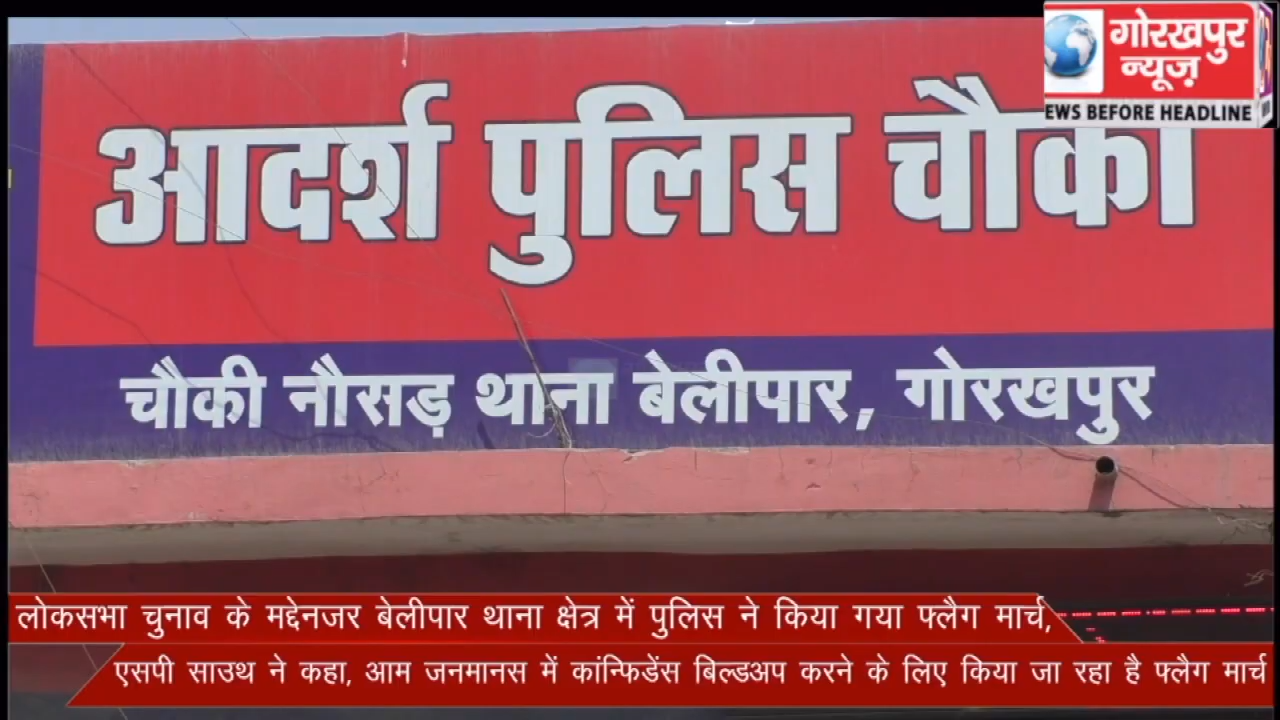 गोरखपुर
न्यूज़
EWS BEFORE HEADLINE
आदर्श पुलिस चौकी
चौकी नौसड़ थाना बेलीपार, गोरखपुर
लोकसभा चुनाव के मद्देनजर बेलीपार थाना क्षेत्र में पुलिस ने किया गया फ्लैग मार्च,
एसपी साउथ ने कहा, आम जनमानस में कांन्फिडेंस बिल्डअप करने के लिए किया जा रहा है फ्लैग मार्च